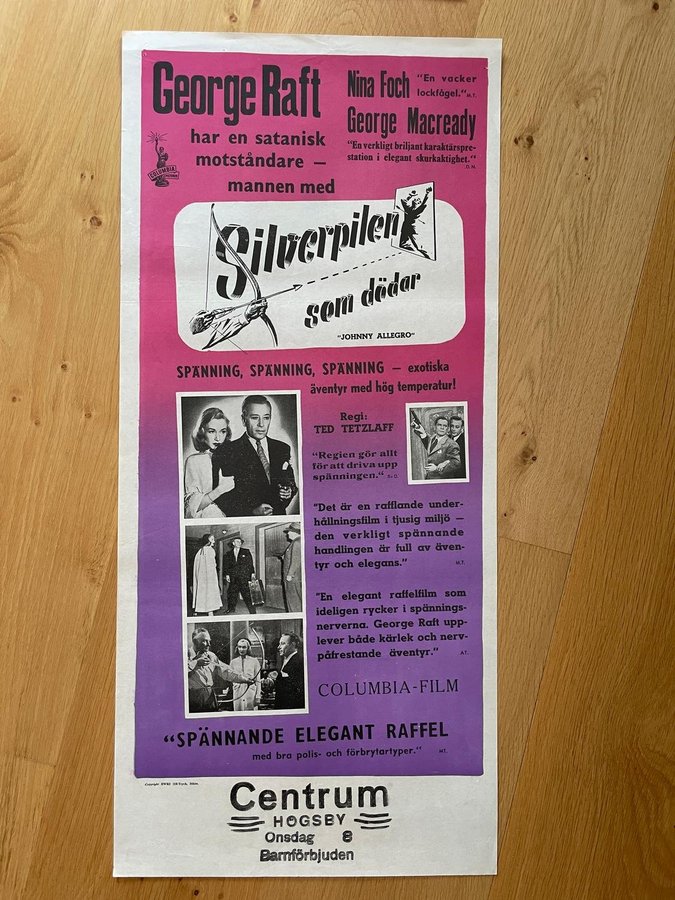 George Raft
har en satanisk
motståndare –
mannen med
Nina Foch "En vacker
lockfågel." M.T.
George Macready
"En verkligt briljant karaktärspre-
station i elegant skurkaktighet."
D. N.
COLUMBIA
Silverpilen
som dödar
"JOHNNY ALLEGRO"
SPÄNNING, SPÄNNING, SPÄNNING – exotiska
äventyr med hög temperatur!
Regi:
TED TETZLAFF
"Regien gör allt
för att driva upp
spänningen." Sv.D.
"Det är en rafflande under-
hållningsfilm i tjusig miljö –
den verkligt spännande
handlingen är full av även-
tyr och elegans." M.T.
"En elegant raffelfilm som
ideligen rycker i spännings-
nerverna. George Raft upp-
lever både kärlek och nerv-
påfrestande äventyr." AT.
COLUMBIA-FILM
"SPÄNNANDE ELEGANT RAFFEL
med bra polis- och förbrytartyper." MT.
Centrum
HÖGSBY
Onsdag 8
Barnförbjuden